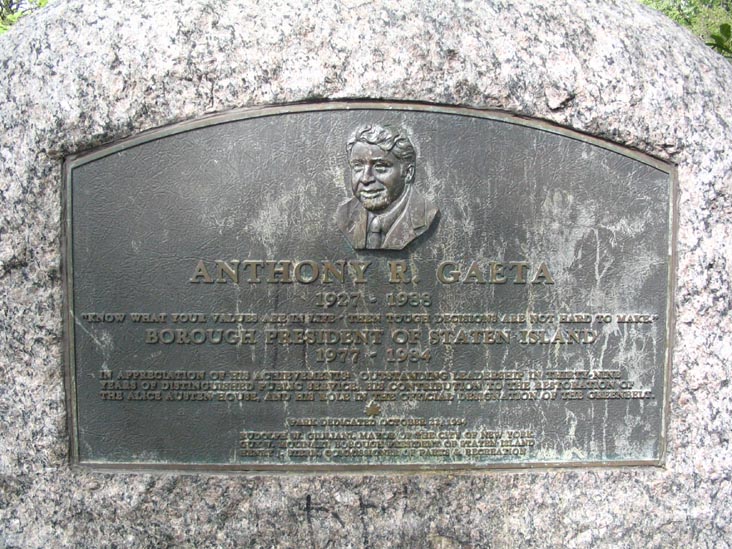 ANTHONY R. GAETA
1927 - 1988
"KNOW WHAT YOUR VALUES ARE IN LIFE - THEN TOUGH DECISIONS ARE NOT HARD TO MAKE"
BOROUGH PRESIDENT OF STATEN ISLAND
1977 - 1984
IN APPRECIATION OF HIS ACHIEVEMENTS, OUTSTANDING LEADERSHIP IN THIRTY-NINE
YEARS OF DISTINGUISHED PUBLIC SERVICE, HIS CONTRIBUTION TO THE RESTORATION OF
THE ALICE AUSTEN HOUSE, AND HIS ROLE IN THE OFFICIAL DESIGNATION OF THE GREENBELT.
PARK DEDICATED OCTOBER
RUDOLPH W. GIULIANI, MAYOR OF THE CITY OF NEW YORK
GUY MOLINARI, PRESIDENT OF STATEN ISLAND
HENRY J. STERN, COMMISSIONER OF PARKS & RECREATION